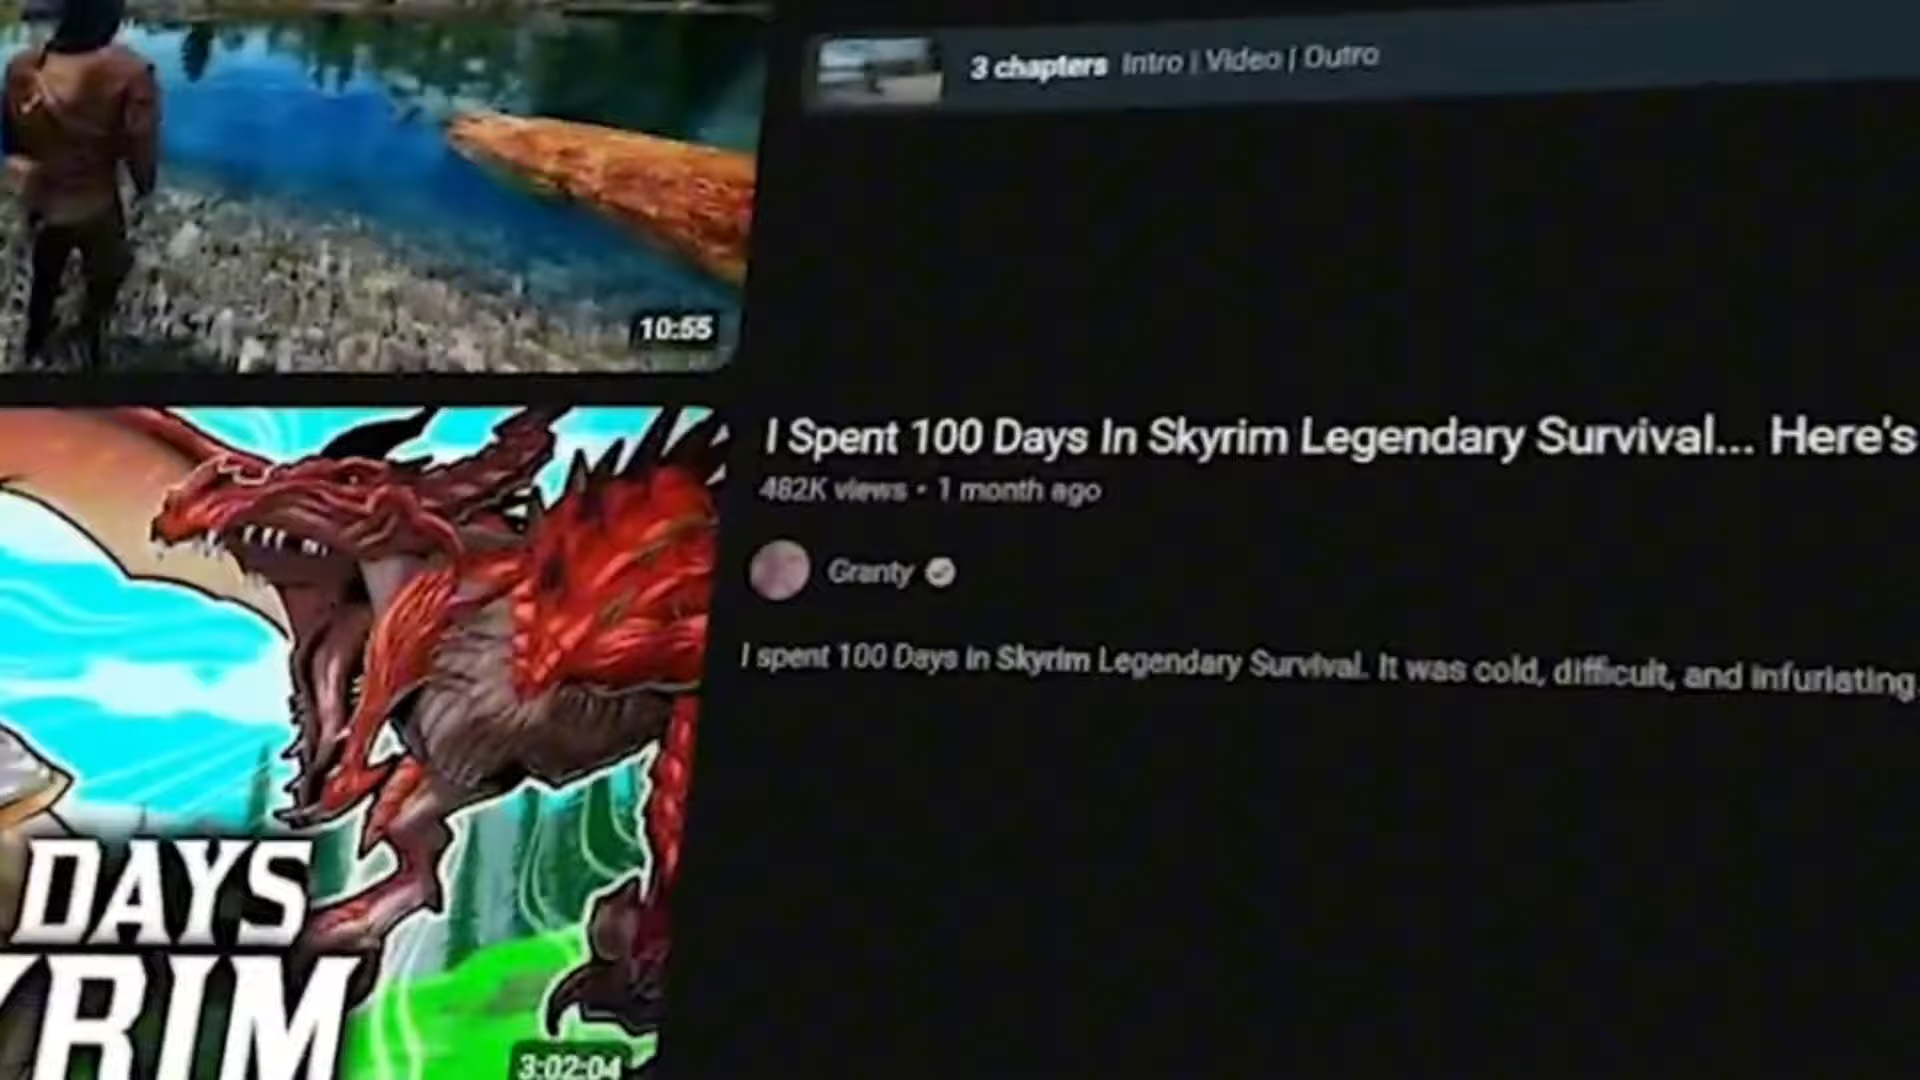 3 chapters Intro | Video | Outro
10:55
I Spent 100 Days In Skyrim Legendary Survival... Here's
482K views • 1 month ago
Granty
I spent 100 Days in Skyrim Legendary Survival. It was cold, difficult, and infuriating.
DAYS
YRIM
3:02:04